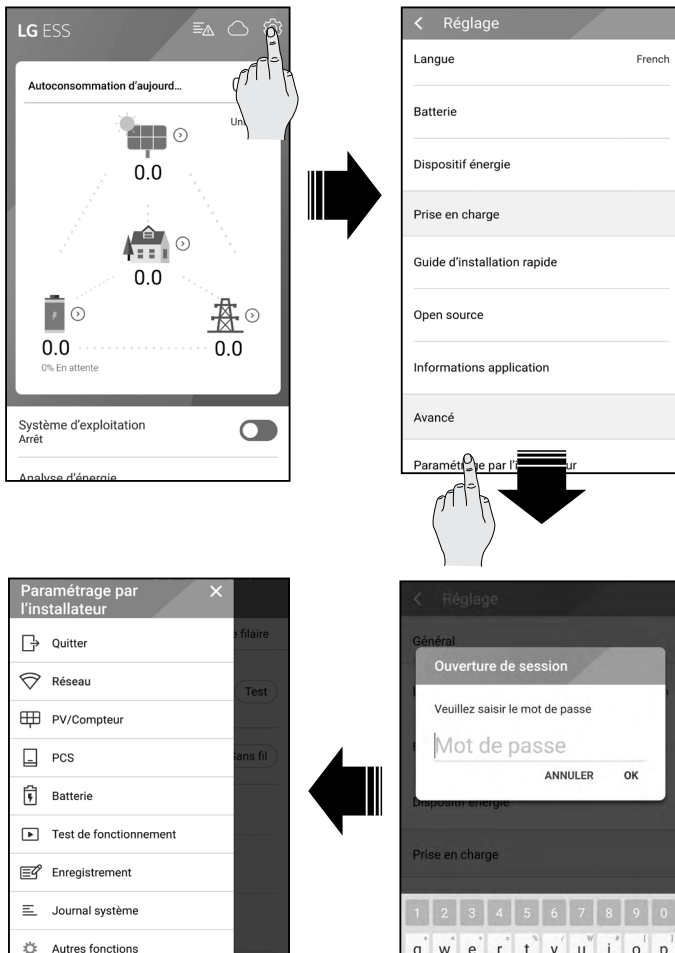 LG ESS
Autoconsommation d'aujourd...
Un
0.0
0.0
0.0
0.0
0% En attente
Système d'exploitation
Arrêt
Analyse d'énergie
Réglage
Langue French
Batterie
Dispositif énergie
Prise en charge
Guide d'installation rapide
Open source
Informations application
Avancé
Paramétrage par l'i ur
Paramétrage par
l'installateur
Quitter
Réseau
PV/Compteur
PCS
Batterie
Test de fonctionnement
Enregistrement
Journal système
Autres fonctions
e filaire
Test
Sans fil
Réglage
Général
Ouverture de session
Veuillez saisir le mot de passe
Mot de passe
ANNULER OK
Dispositif énergie
Prise en charge
1 2 3 4 5 6 7 8 9 0
q w e r t y u i o p